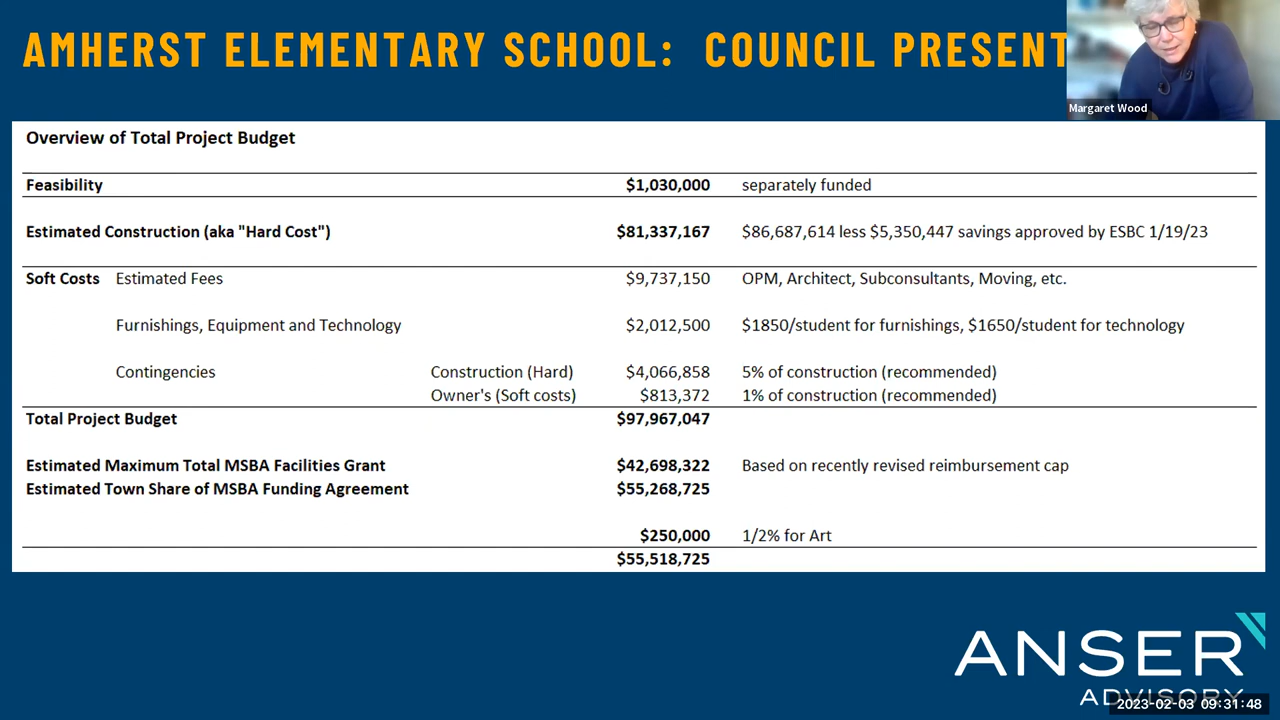 AMHERST ELEMENTARY SCHOOL: COUNCIL PRESENT
Margaret Wood
Overview of Total Project Budget
Feasibility $1,030,000 separately funded
Estimated Construction (aka "Hard Cost") $81,337,167 $86,687,614 less $5,350,447 savings approved by ESBC 1/19/23
Soft Costs Estimated Fees $9,737,150 OPM, Architect, Subconsultants, Moving, etc.
Furnishings, Equipment and Technology $2,012,500 $1850/student for furnishings, $1650/student for technology
Contingencies Construction (Hard) $4,066,858 5% of construction (recommended)
Owner's (Soft costs) $813,372 1% of construction (recommended)
Total Project Budget $97,967,047
Estimated Maximum Total MSBA Facilities Grant $42,698,322 Based on recently revised reimbursement cap
Estimated Town Share of MSBA Funding Agreement $55,268,725
$250,000 1/2% for Art
$55,518,725
ANSER
ADVISORY
2023-02-03 09:31:48